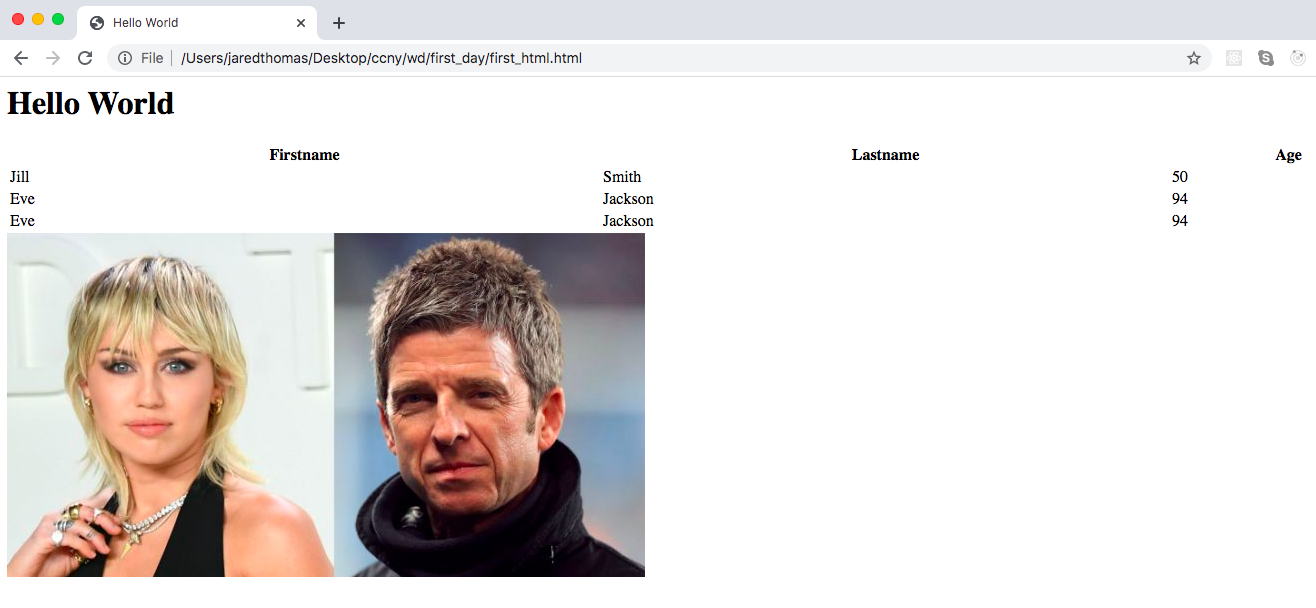 Hello World
File /Users/jaredthomas/Desktop/ccny/wd/first_day/first_html.html
Hello World
Firstname Lastname Age
Jill Smith 50
Eve Jackson 94
Eve Jackson 94